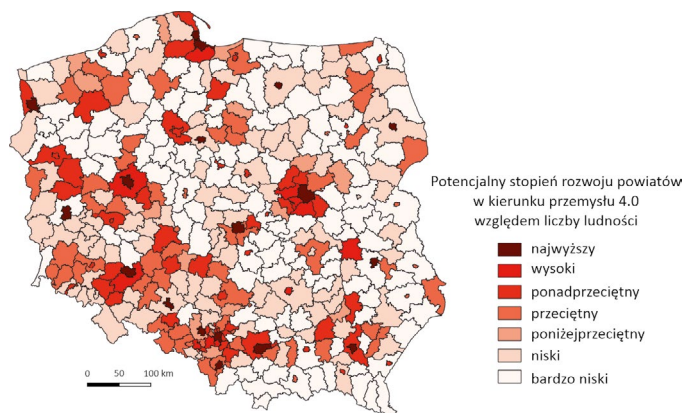 Potencjalny stopień rozwoju powiatów
w kierunku przemysłu 4.0
względem liczby ludności
najwyższy
wysoki
ponadprzeciętny
przeciętny
poniżejprzeciętny
niski
bardzo niski
0 50 100 km